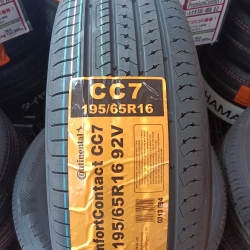 CC7
195/65R16
Continental
ComfortContact CC7
195/65R16 92V